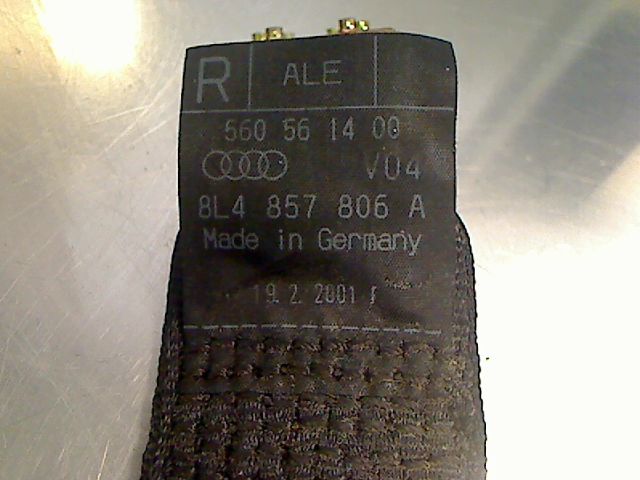 R ALE
560 56 14 00
V04
8L4 857 806 A
Made in Germany
19. 2. 2001